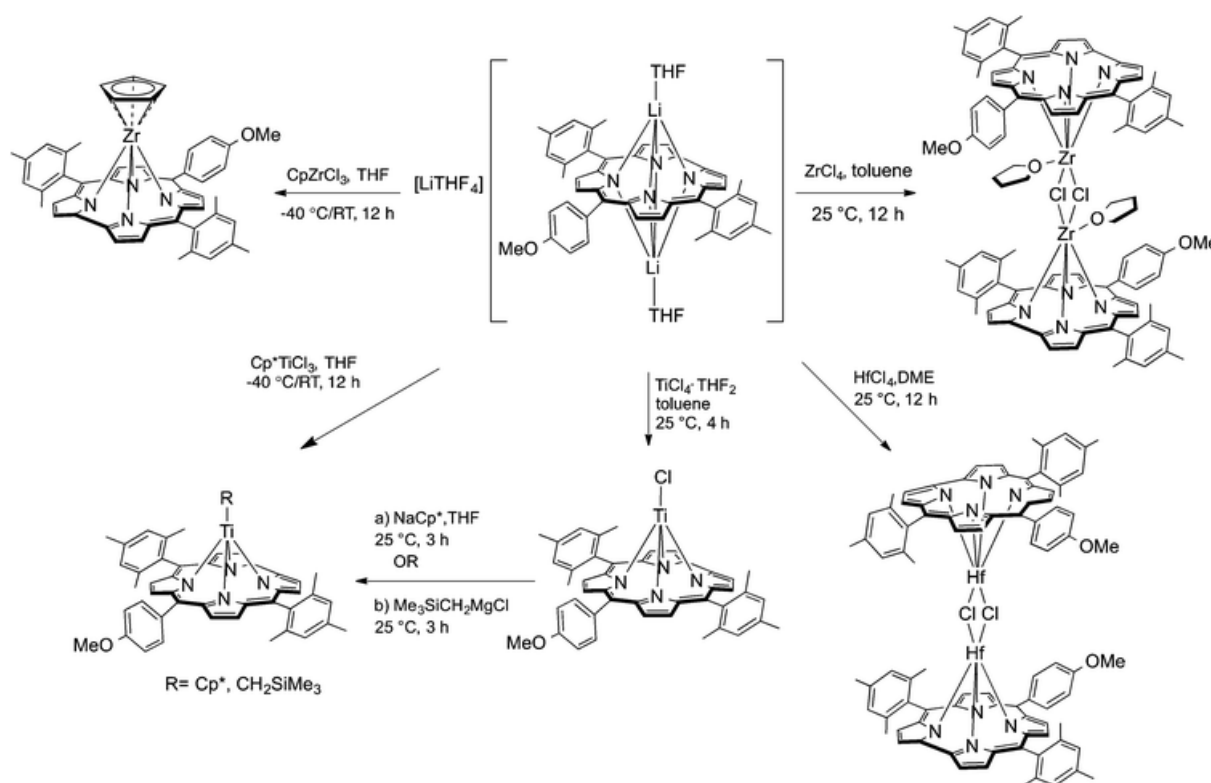 Zr
N
N
N
N
OMe
CpZrCl3, THF
-40 °C/RT, 12 h
[LiTHF4]
THF
Li
N
N
N
N
MeO
Li
THF
ZrCl4, toluene
25 °C, 12 h
N
N
N
N
MeO
O
Zr
Cl Cl
Zr
O
OMe
N
N
N
N
Cp*TiCl3, THF
-40 °C/RT, 12 h
TiCl4·THF2
toluene
25 °C, 4 h
HfCl4,DME
25 °C, 12 h
R
Ti
N
N
N
N
MeO
R= Cp*, CH2SiMe3
a) NaCp*,THF
25 °C, 3 h
OR
b) Me3SiCH2MgCl
25 °C, 3 h
Cl
Ti
N
N
N
N
MeO
N
N
N
N
OMe
Hf
Cl Cl
Hf
OMe
N
N
N
N